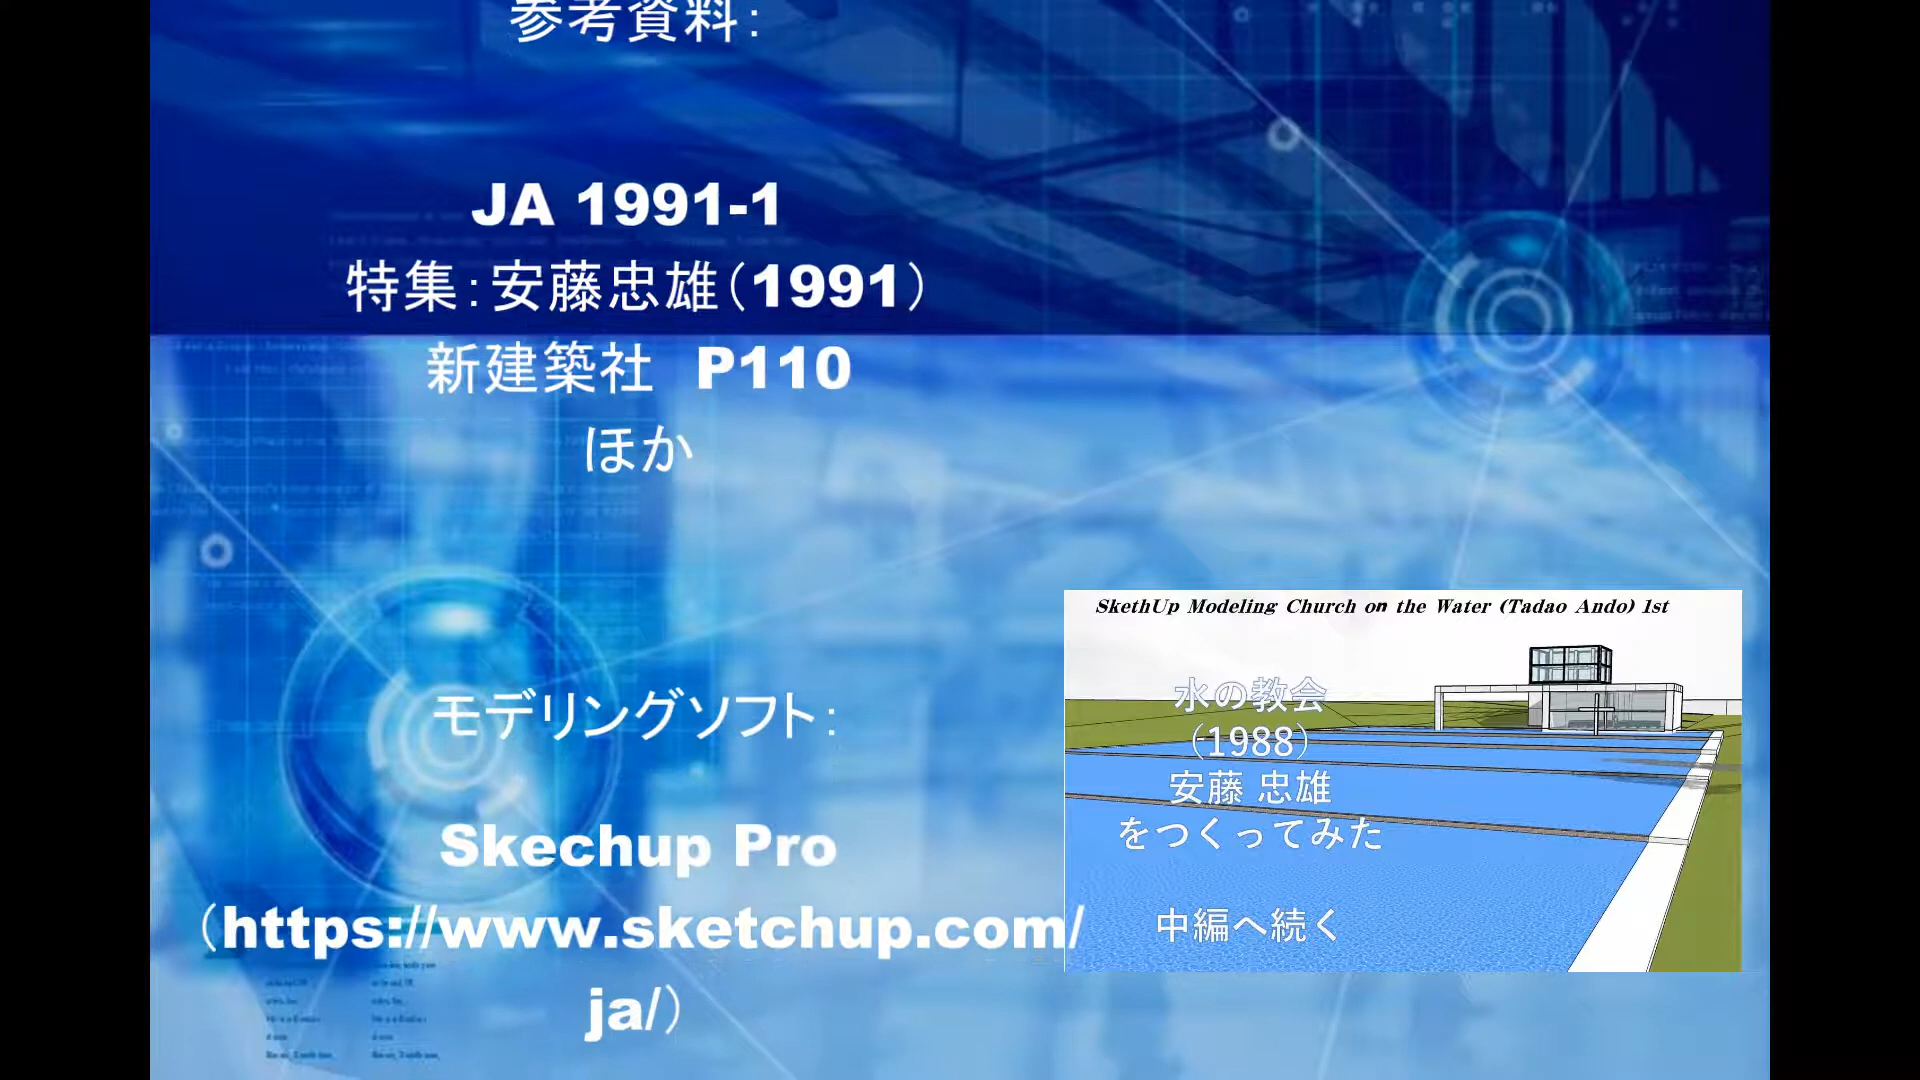 参考資料：
JA 1991-1
特集：安藤忠雄（1991）
新建築社　P110
ほか
モデリングソフト：
Skechup Pro
（https://www.sketchup.com/
ja/）
SkethUp Modeling Church on the Water (Tadao Ando) 1st
水の教会
（1988）
安藤 忠雄
をつくってみた
中編へ続く